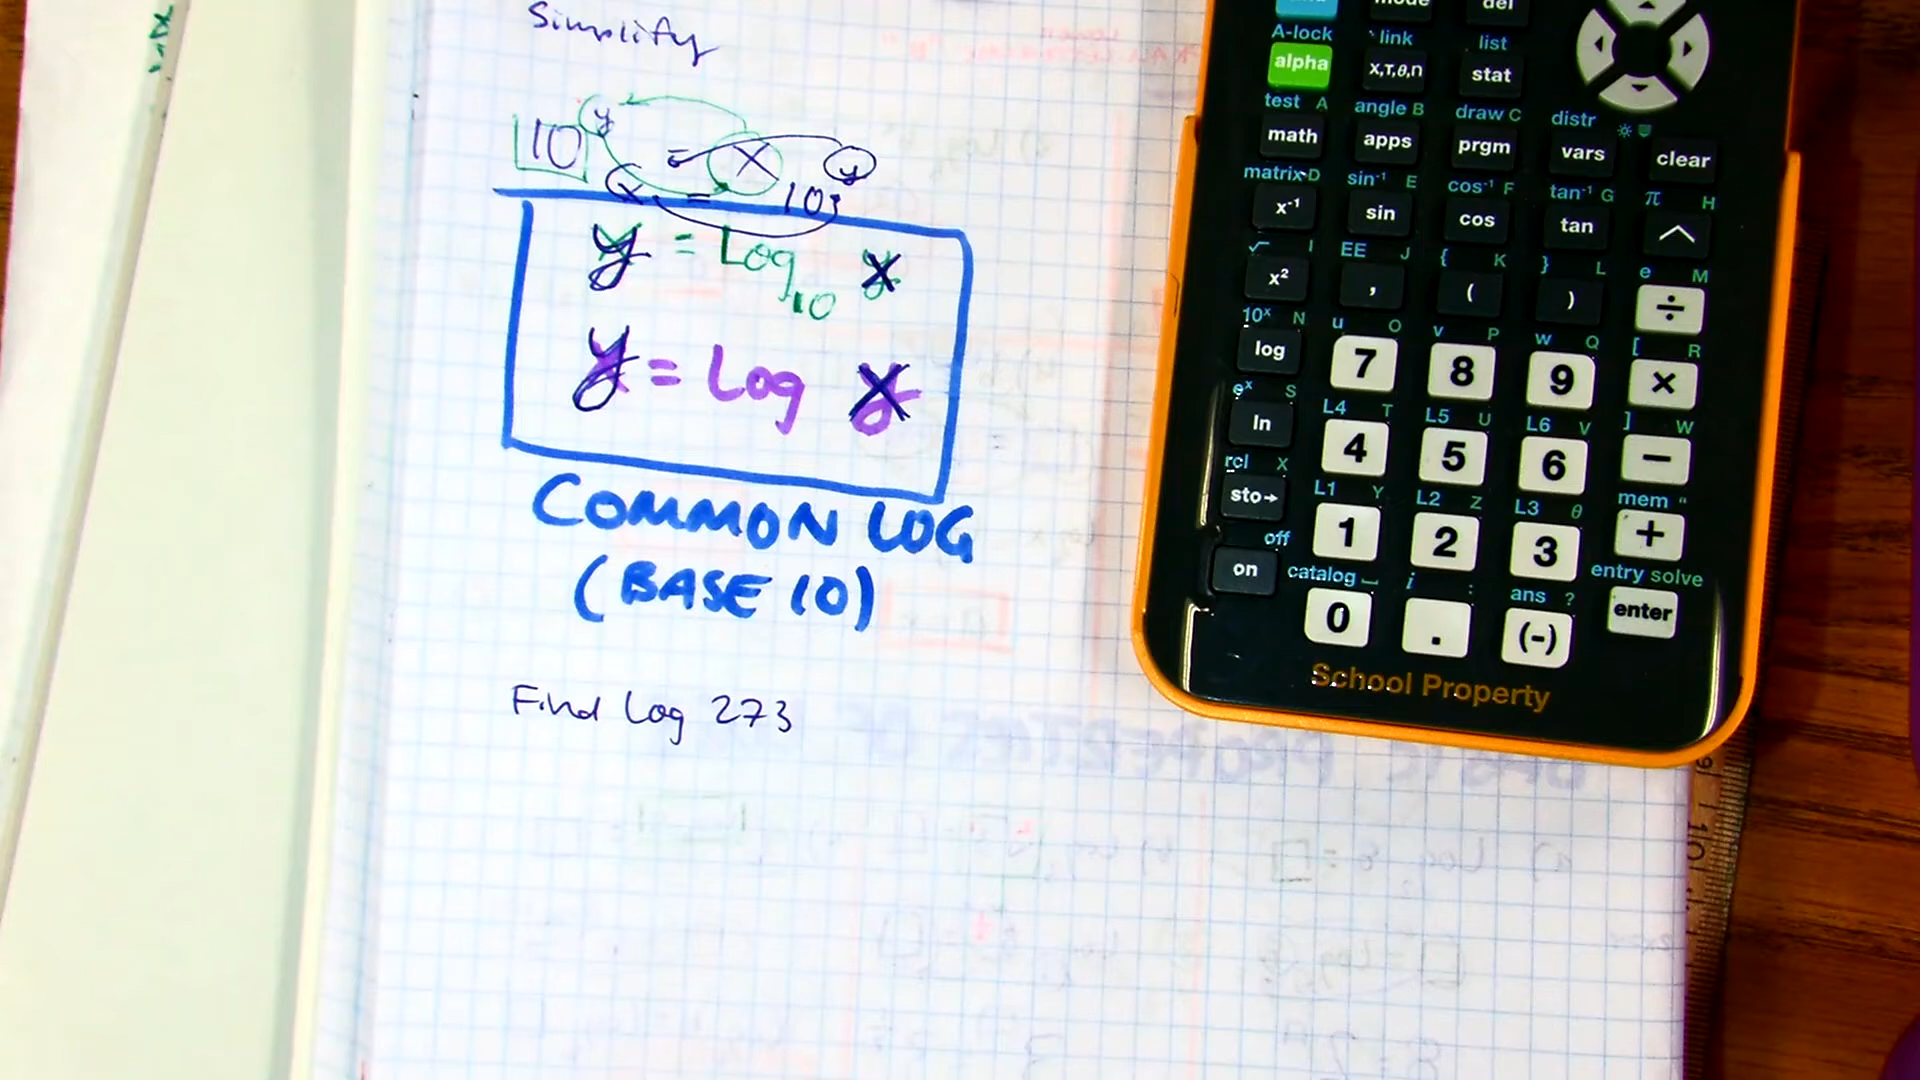 Simplify
10^y = x
x = 10^y
y = Log₁₀ x
y = Log x
COMMON LOG
(BASE 10)
Find Log 273
mode del
A-lock link list
alpha X,T,θ,n stat
test A angle B draw C distr
math apps prgm vars clear
matrix D sin⁻¹ E cos⁻¹ F tan⁻¹ G π H
x⁻¹ sin cos tan ^
√ I EE J { K } L e M
x² , ( ) ÷
10ˣ N u O v P w Q [ R
log 7 8 9 ×
eˣ S L4 T L5 U L6 V ] W
ln 4 5 6 −
rcl X L1 Y L2 Z L3 θ mem "
sto→ 1 2 3 +
off catalog i : ans ? entry solve
on 0 . (-) enter
School Property